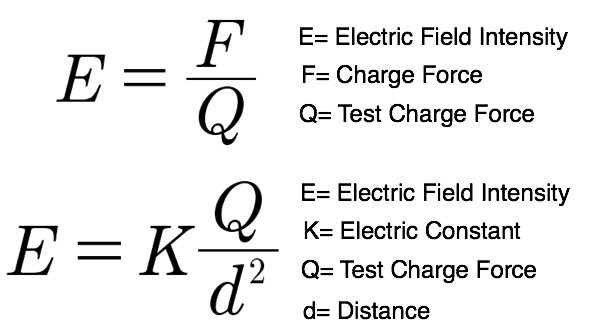 E = F/Q
E= Electric Field Intensity
F= Charge Force
Q= Test Charge Force
E = K Q/d²
E= Electric Field Intensity
K= Electric Constant
Q= Test Charge Force
d= Distance